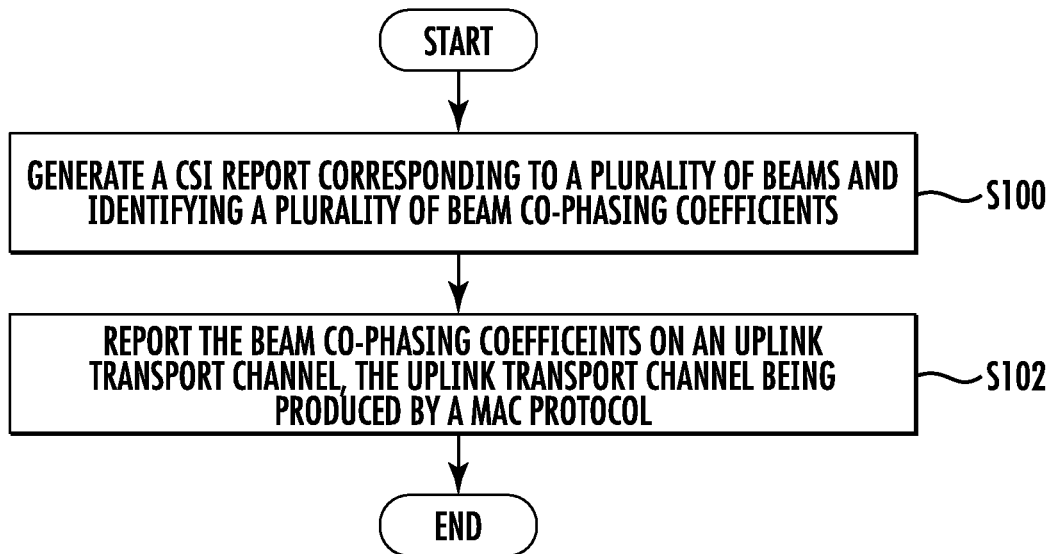 START
GENERATE A CSI REPORT CORRESPONDING TO A PLURALITY OF BEAMS AND
IDENTIFYING A PLURALITY OF BEAM CO-PHASING COEFFICIENTS
S100
REPORT THE BEAM CO-PHASING COEFFICEINTS ON AN UPLINK
TRANSPORT CHANNEL, THE UPLINK TRANSPORT CHANNEL BEING
PRODUCED BY A MAC PROTOCOL
S102
END